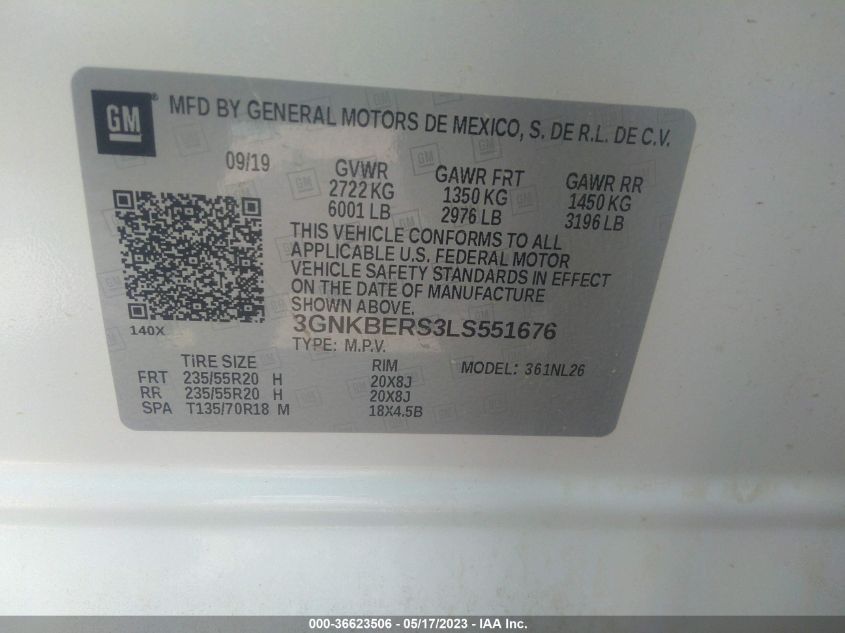 GM
®
MFD BY GENERAL MOTORS DE MEXICO, S. DE R.L. DE C.V.
09/19
GVWR GAWR FRT GAWR RR
2722 KG 1350 KG 1450 KG
6001 LB 2976 LB 3196 LB
THIS VEHICLE CONFORMS TO ALL
APPLICABLE U.S. FEDERAL MOTOR
VEHICLE SAFETY STANDARDS IN EFFECT
ON THE DATE OF MANUFACTURE
SHOWN ABOVE.
140X
3GNKBERS3LS551676
TYPE: M.P.V.
MODEL: 361NL26
TIRE SIZE RIM
FRT 235/55R20 H 20X8J
RR 235/55R20 H 20X8J
SPA T135/70R18 M 18X4.5B
000-36623506 - 05/17/2023 - IAA Inc.